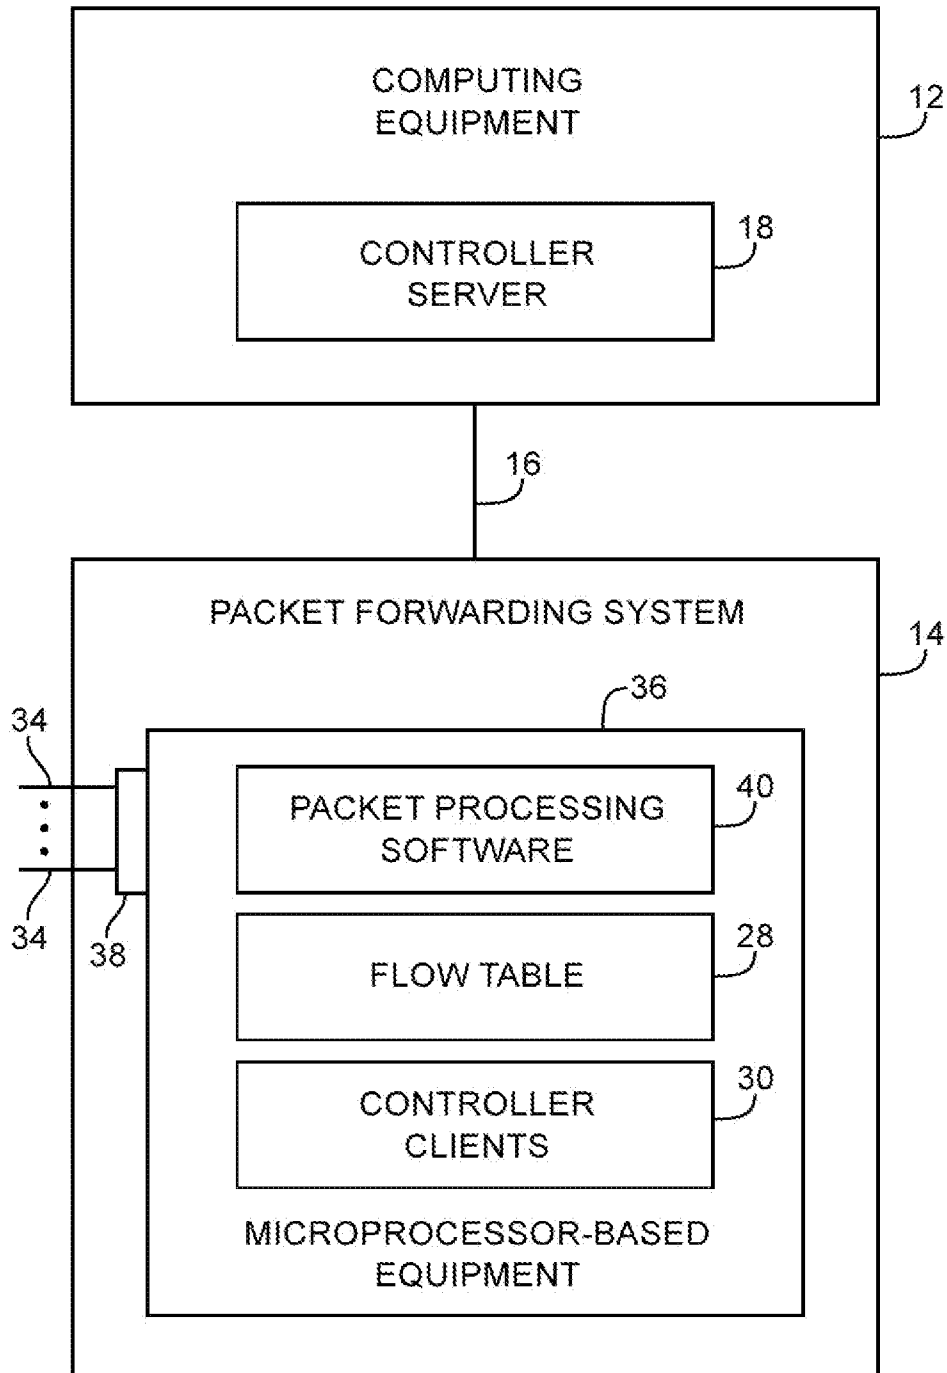 COMPUTING
EQUIPMENT
12
CONTROLLER
SERVER
18
16
PACKET FORWARDING SYSTEM
14
36
34
PACKET PROCESSING
SOFTWARE
40
34
38
FLOW TABLE
28
CONTROLLER
CLIENTS
30
MICROPROCESSOR-BASED
EQUIPMENT